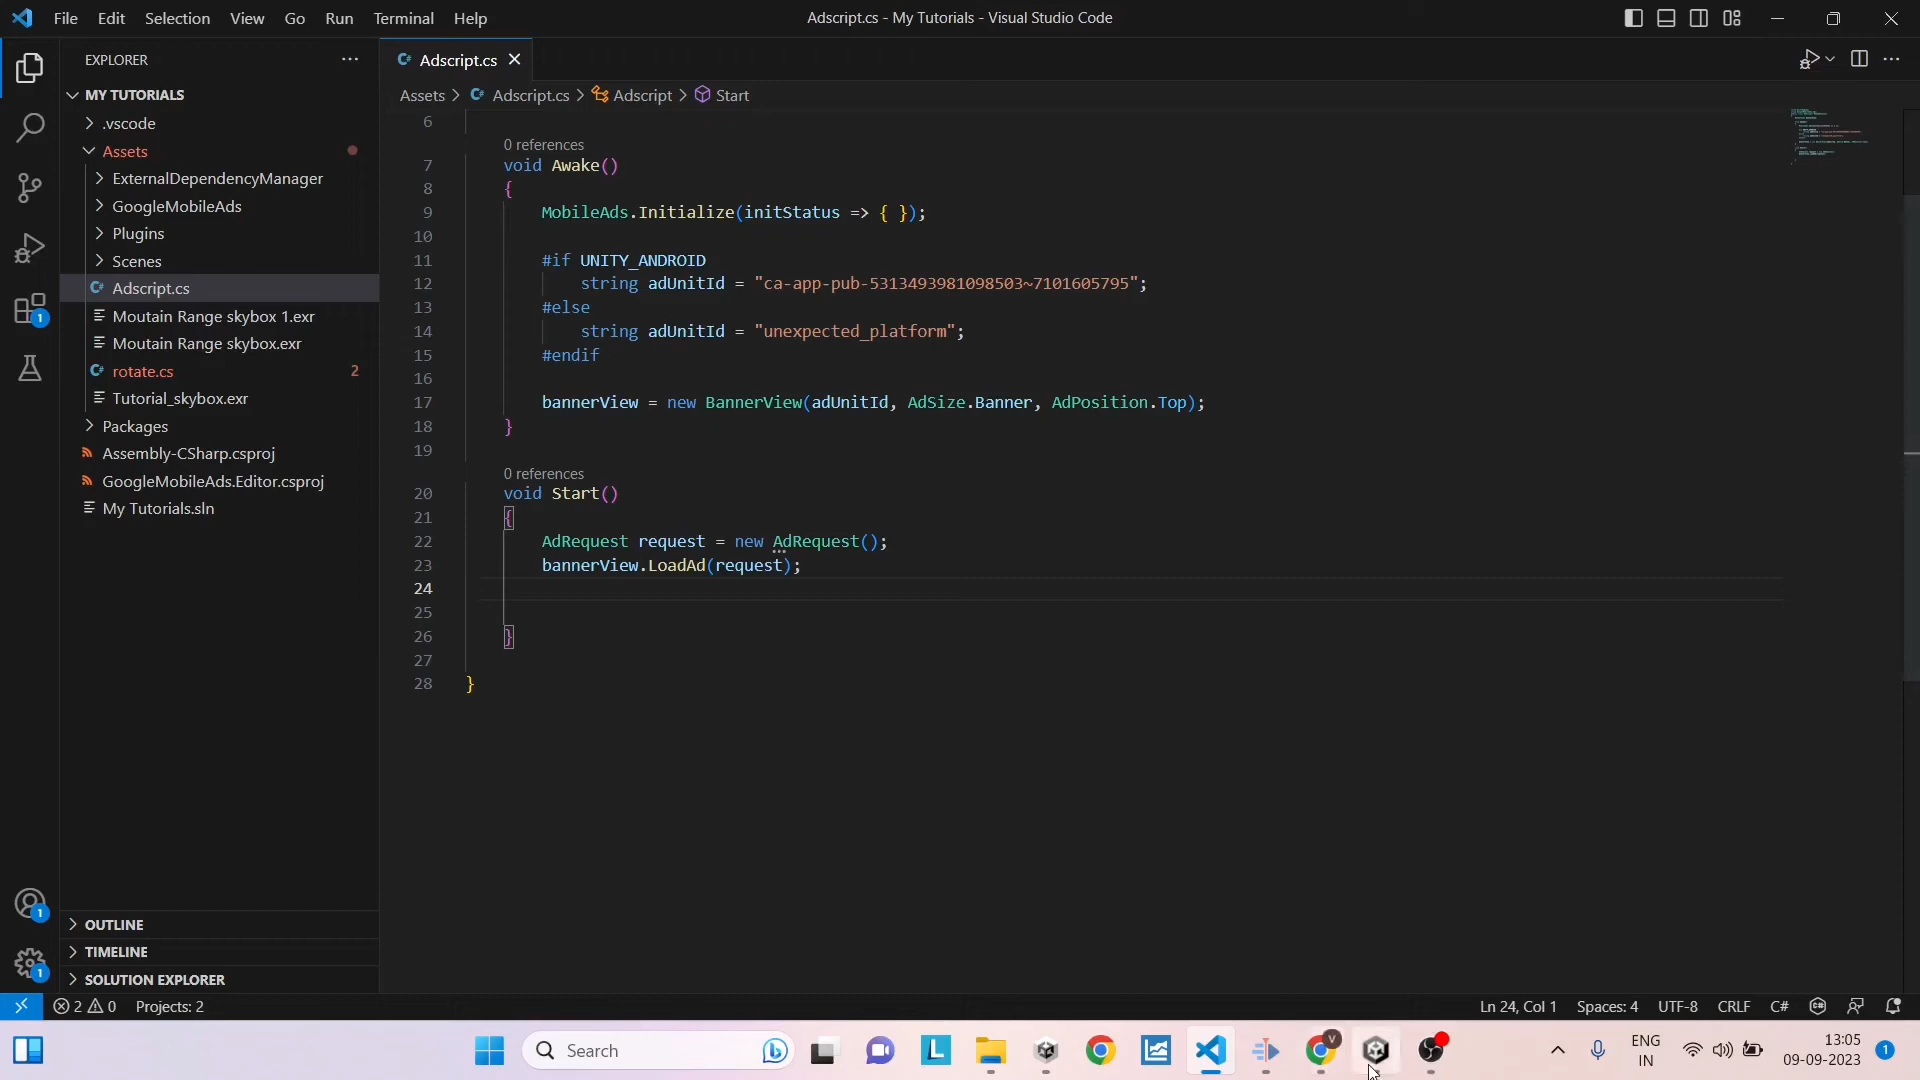 File Edit Selection View Go Run Terminal Help
Adscript.cs - My Tutorials - Visual Studio Code
EXPLORER
MY TUTORIALS
.vscode
Assets
ExternalDependencyManager
GoogleMobileAds
Plugins
Scenes
Adscript.cs
Moutain Range skybox 1.exr
Moutain Range skybox.exr
rotate.cs 2
Tutorial_skybox.exr
Packages
Assembly-CSharp.csproj
GoogleMobileAds.Editor.csproj
My Tutorials.sln
OUTLINE
TIMELINE
SOLUTION EXPLORER
1
1
1
C# Adscript.cs
Assets > C# Adscript.cs > Adscript > Start
6
0 references
7 void Awake()
8 {
9 MobileAds.Initialize(initStatus => { });
10
11 #if UNITY_ANDROID
12 string adUnitId = "ca-app-pub-5313493981098503~7101605795";
13 #else
14 string adUnitId = "unexpected_platform";
15 #endif
16
17 bannerView = new BannerView(adUnitId, AdSize.Banner, AdPosition.Top);
18 }
19
0 references
20 void Start()
21 {
22 AdRequest request = new AdRequest();
23 bannerView.LoadAd(request);
24
25
26 }
27
28 }
2 0 Projects: 2
Ln 24, Col 1 Spaces: 4 UTF-8 CRLF C#
Search
L
V
ENG
IN
13:05
09-09-2023
1